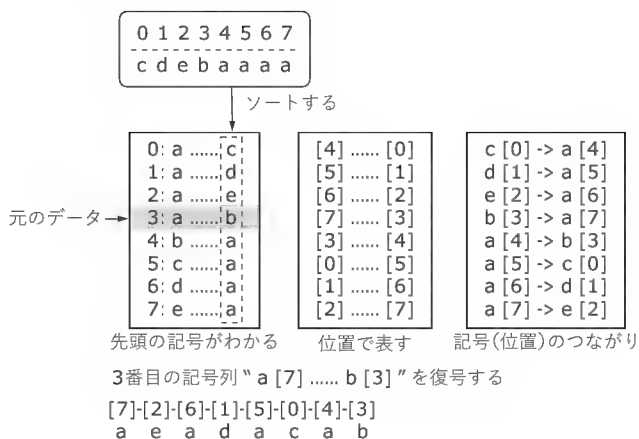 0 1 2 3 4 5 6 7
c d e b a a a a
ソートする
元のデータ
0: a ...... c
1: a ...... d
2: a ...... e
3: a ...... b
4: b ...... a
5: c ...... a
6: d ...... a
7: e ...... a
先頭の記号がわかる
[4] ...... [0]
[5] ...... [1]
[6] ...... [2]
[7] ...... [3]
[3] ...... [4]
[0] ...... [5]
[1] ...... [6]
[2] ...... [7]
位置で表す
c [0] -> a [4]
d [1] -> a [5]
e [2] -> a [6]
b [3] -> a [7]
a [4] -> b [3]
a [5] -> c [0]
a [6] -> d [1]
a [7] -> e [2]
記号(位置)のつながり
3番目の記号列 “ a [7] ...... b [3] ” を復号する
[7]-[2]-[6]-[1]-[5]-[0]-[4]-[3]
a e a d a c a b